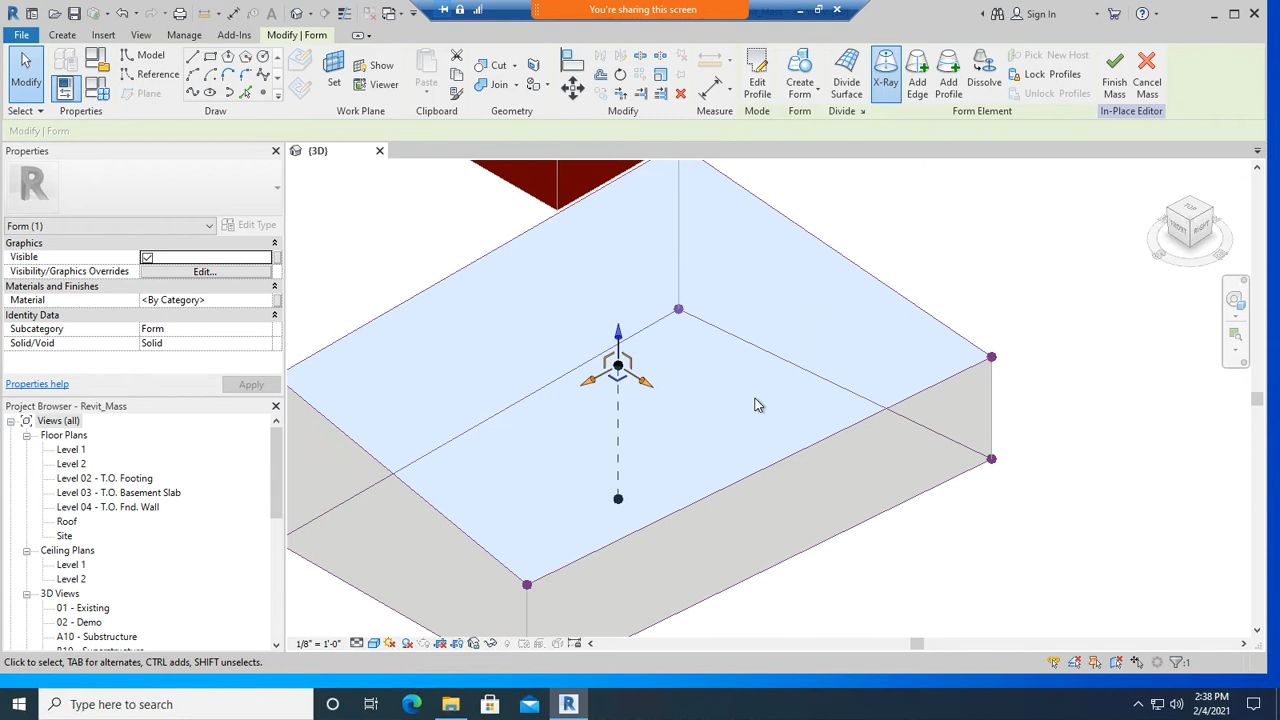 You're sharing this screen
Revit_Mass
Sign In
File Create Insert Annotate View Manage Add-Ins Modify | Form
Modify
Select
Properties
Model
Reference
Plane
Draw
Set
Show
Viewer
Work Plane
Paste
Clipboard
Cut
Join
Geometry
Modify
Measure
Edit Profile
Mode
Create Form
Form
Divide Surface
Divide
X-Ray
Add Edge
Add Profile
Dissolve
Pick New Host
Lock Profiles
Unlock Profiles
Form Element
Finish Mass
Cancel Mass
In-Place Editor
Modify | Form
Properties
{3D}
R
Form (1)
Edit Type
Graphics
Visible
Visibility/Graphics Overrides Edit...
Materials and Finishes
Material <By Category>
Identity Data
Subcategory Form
Solid/Void Solid
Properties help Apply
Project Browser - Revit_Mass
Views (all)
Floor Plans
Level 1
Level 2
Level 02 - T.O. Footing
Level 03 - T.O. Basement Slab
Level 04 - T.O. Fnd. Wall
Roof
Site
Ceiling Plans
Level 1
Level 2
3D Views
01 - Existing
02 - Demo
A10 - Substructure
TOP
FRONT
RIGHT
1/8" = 1'-0"
Click to select, TAB for alternates, CTRL adds, SHIFT unselects.
:1
Type here to search
2:38 PM
2/4/2021